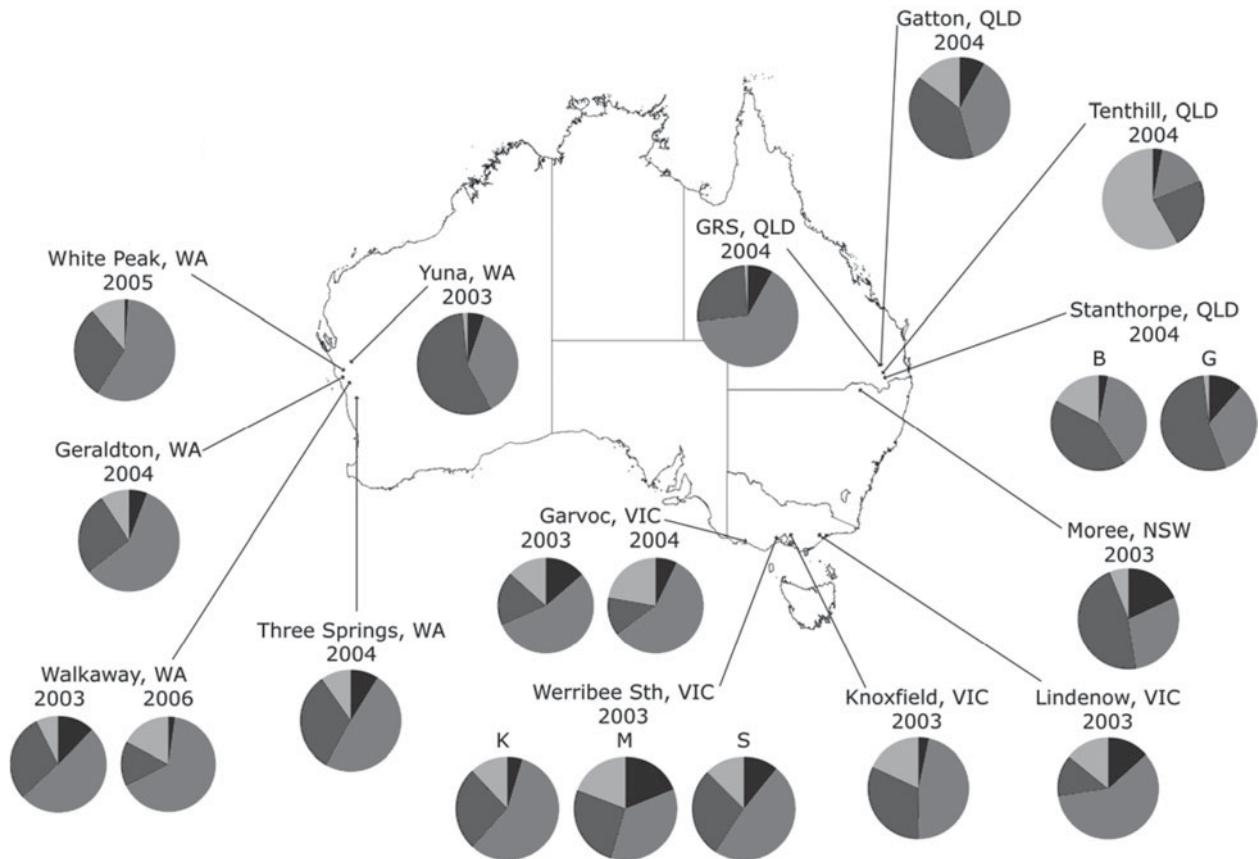 Gatton, QLD
2004
Tenthill, QLD
2004
GRS, QLD
2004
White Peak, WA
2005
Yuna, WA
2003
Stanthorpe, QLD
2004
B
G
Geraldton, WA
2004
Garvoc, VIC
2003
2004
Moree, NSW
2003
Three Springs, WA
2004
Walkaway, WA
2003
2006
Werribee Sth, VIC
2003
K
M
S
Knoxfield, VIC
2003
Lindenow, VIC
2003